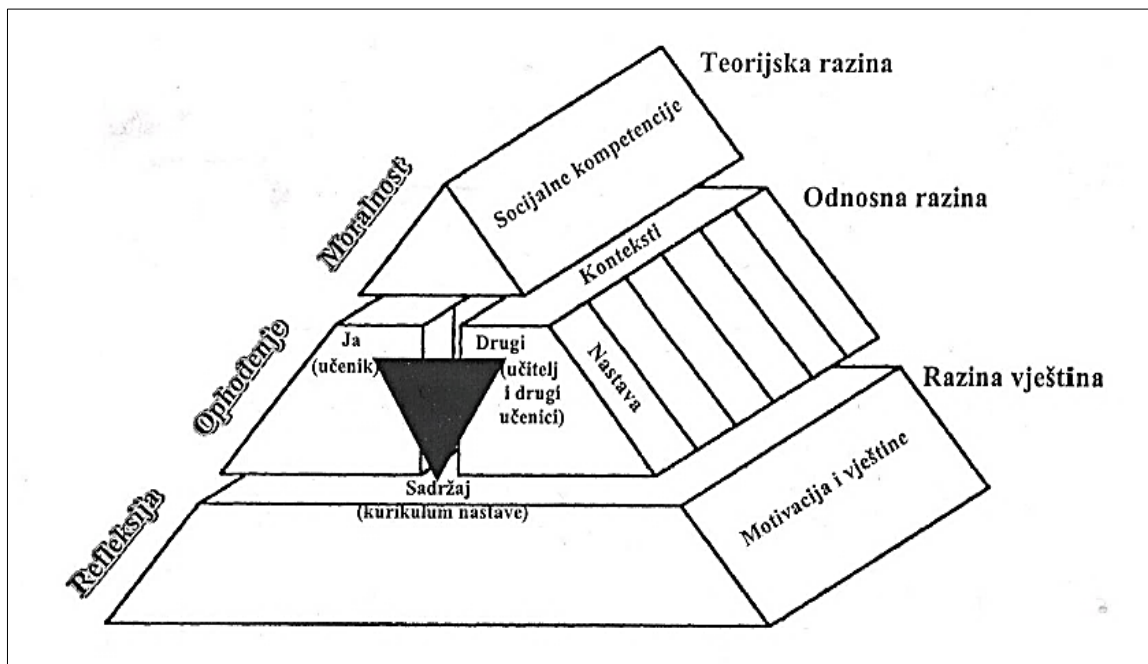 Teorijska razina
Socijalne kompetencije
Moralnost
Odnosna razina
Konteksti
Ophođenje
Ja
(učenik)
Drugi
(učitelj
i drugi
učenici)
Nastava
Razina vještina
Refleksija
Sadržaj
(kurikulum nastave)
Motivacija i vještine